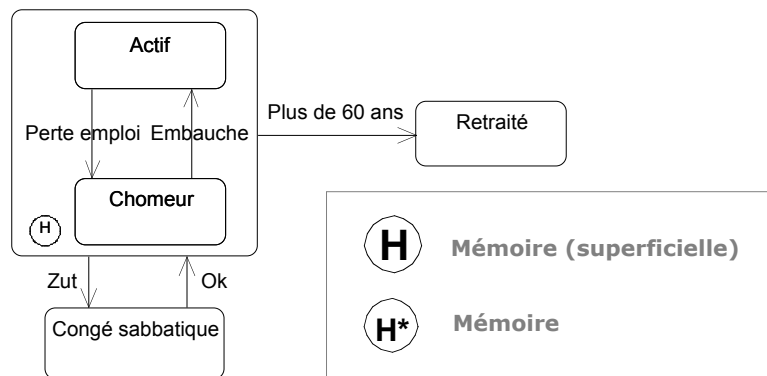 Actif
Plus de 60 ans
Retraité
Perte emploi Embauche
Chomeur
H
Zut
Ok
Congé sabbatique
H Mémoire (superficielle)
H* Mémoire